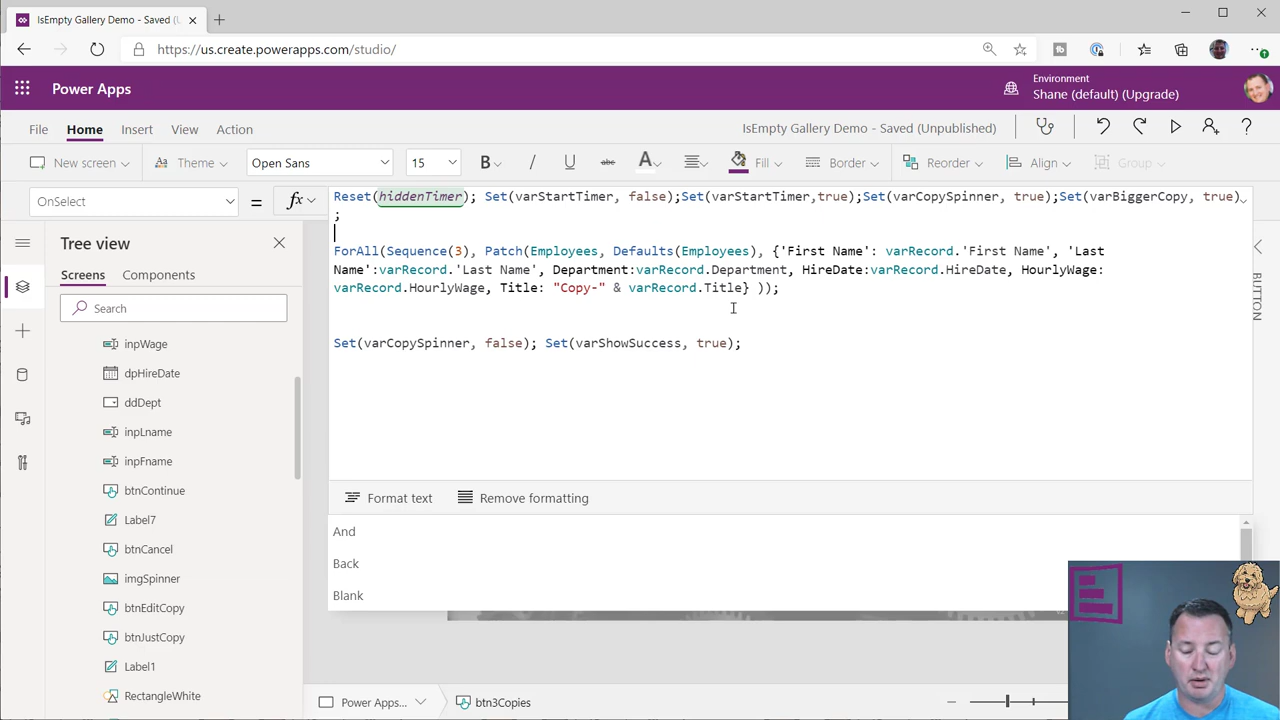 IsEmpty Gallery Demo - Saved (
https://us.create.powerapps.com/studio/
Power Apps
Environment
Shane (default) (Upgrade)
File Home Insert View Action
IsEmpty Gallery Demo - Saved (Unpublished)
New screen Theme Open Sans 15 B Fill Border Reorder Align Group
OnSelect = fx
Reset(hiddenTimer); Set(varStartTimer, false);Set(varStartTimer,true);Set(varCopySpinner, true);Set(varBiggerCopy, true)
;
ForAll(Sequence(3), Patch(Employees, Defaults(Employees), {'First Name': varRecord.'First Name', 'Last
Name':varRecord.'Last Name', Department:varRecord.Department, HireDate:varRecord.HireDate, HourlyWage:
varRecord.HourlyWage, Title: "Copy-" & varRecord.Title} ));
Set(varCopySpinner, false); Set(varShowSuccess, true);
Format text Remove formatting
And
Back
Blank
Tree view
Screens Components
Search
inpWage
dpHireDate
ddDept
inpLname
inpFname
btnContinue
Label7
btnCancel
imgSpinner
btnEditCopy
btnJustCopy
Label1
RectangleWhite
BUTTON
Power Apps... btn3Copies